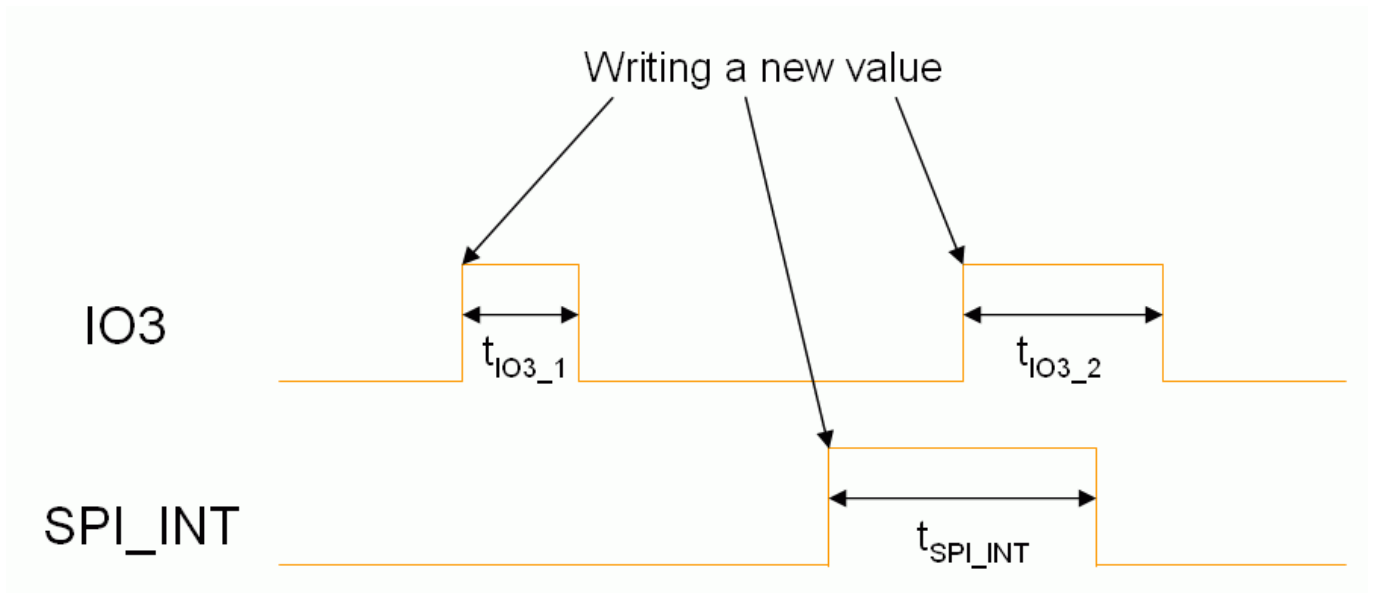 Writing a new value
IO3
tIO3_1
tIO3_2
SPI_INT
tSPI_INT